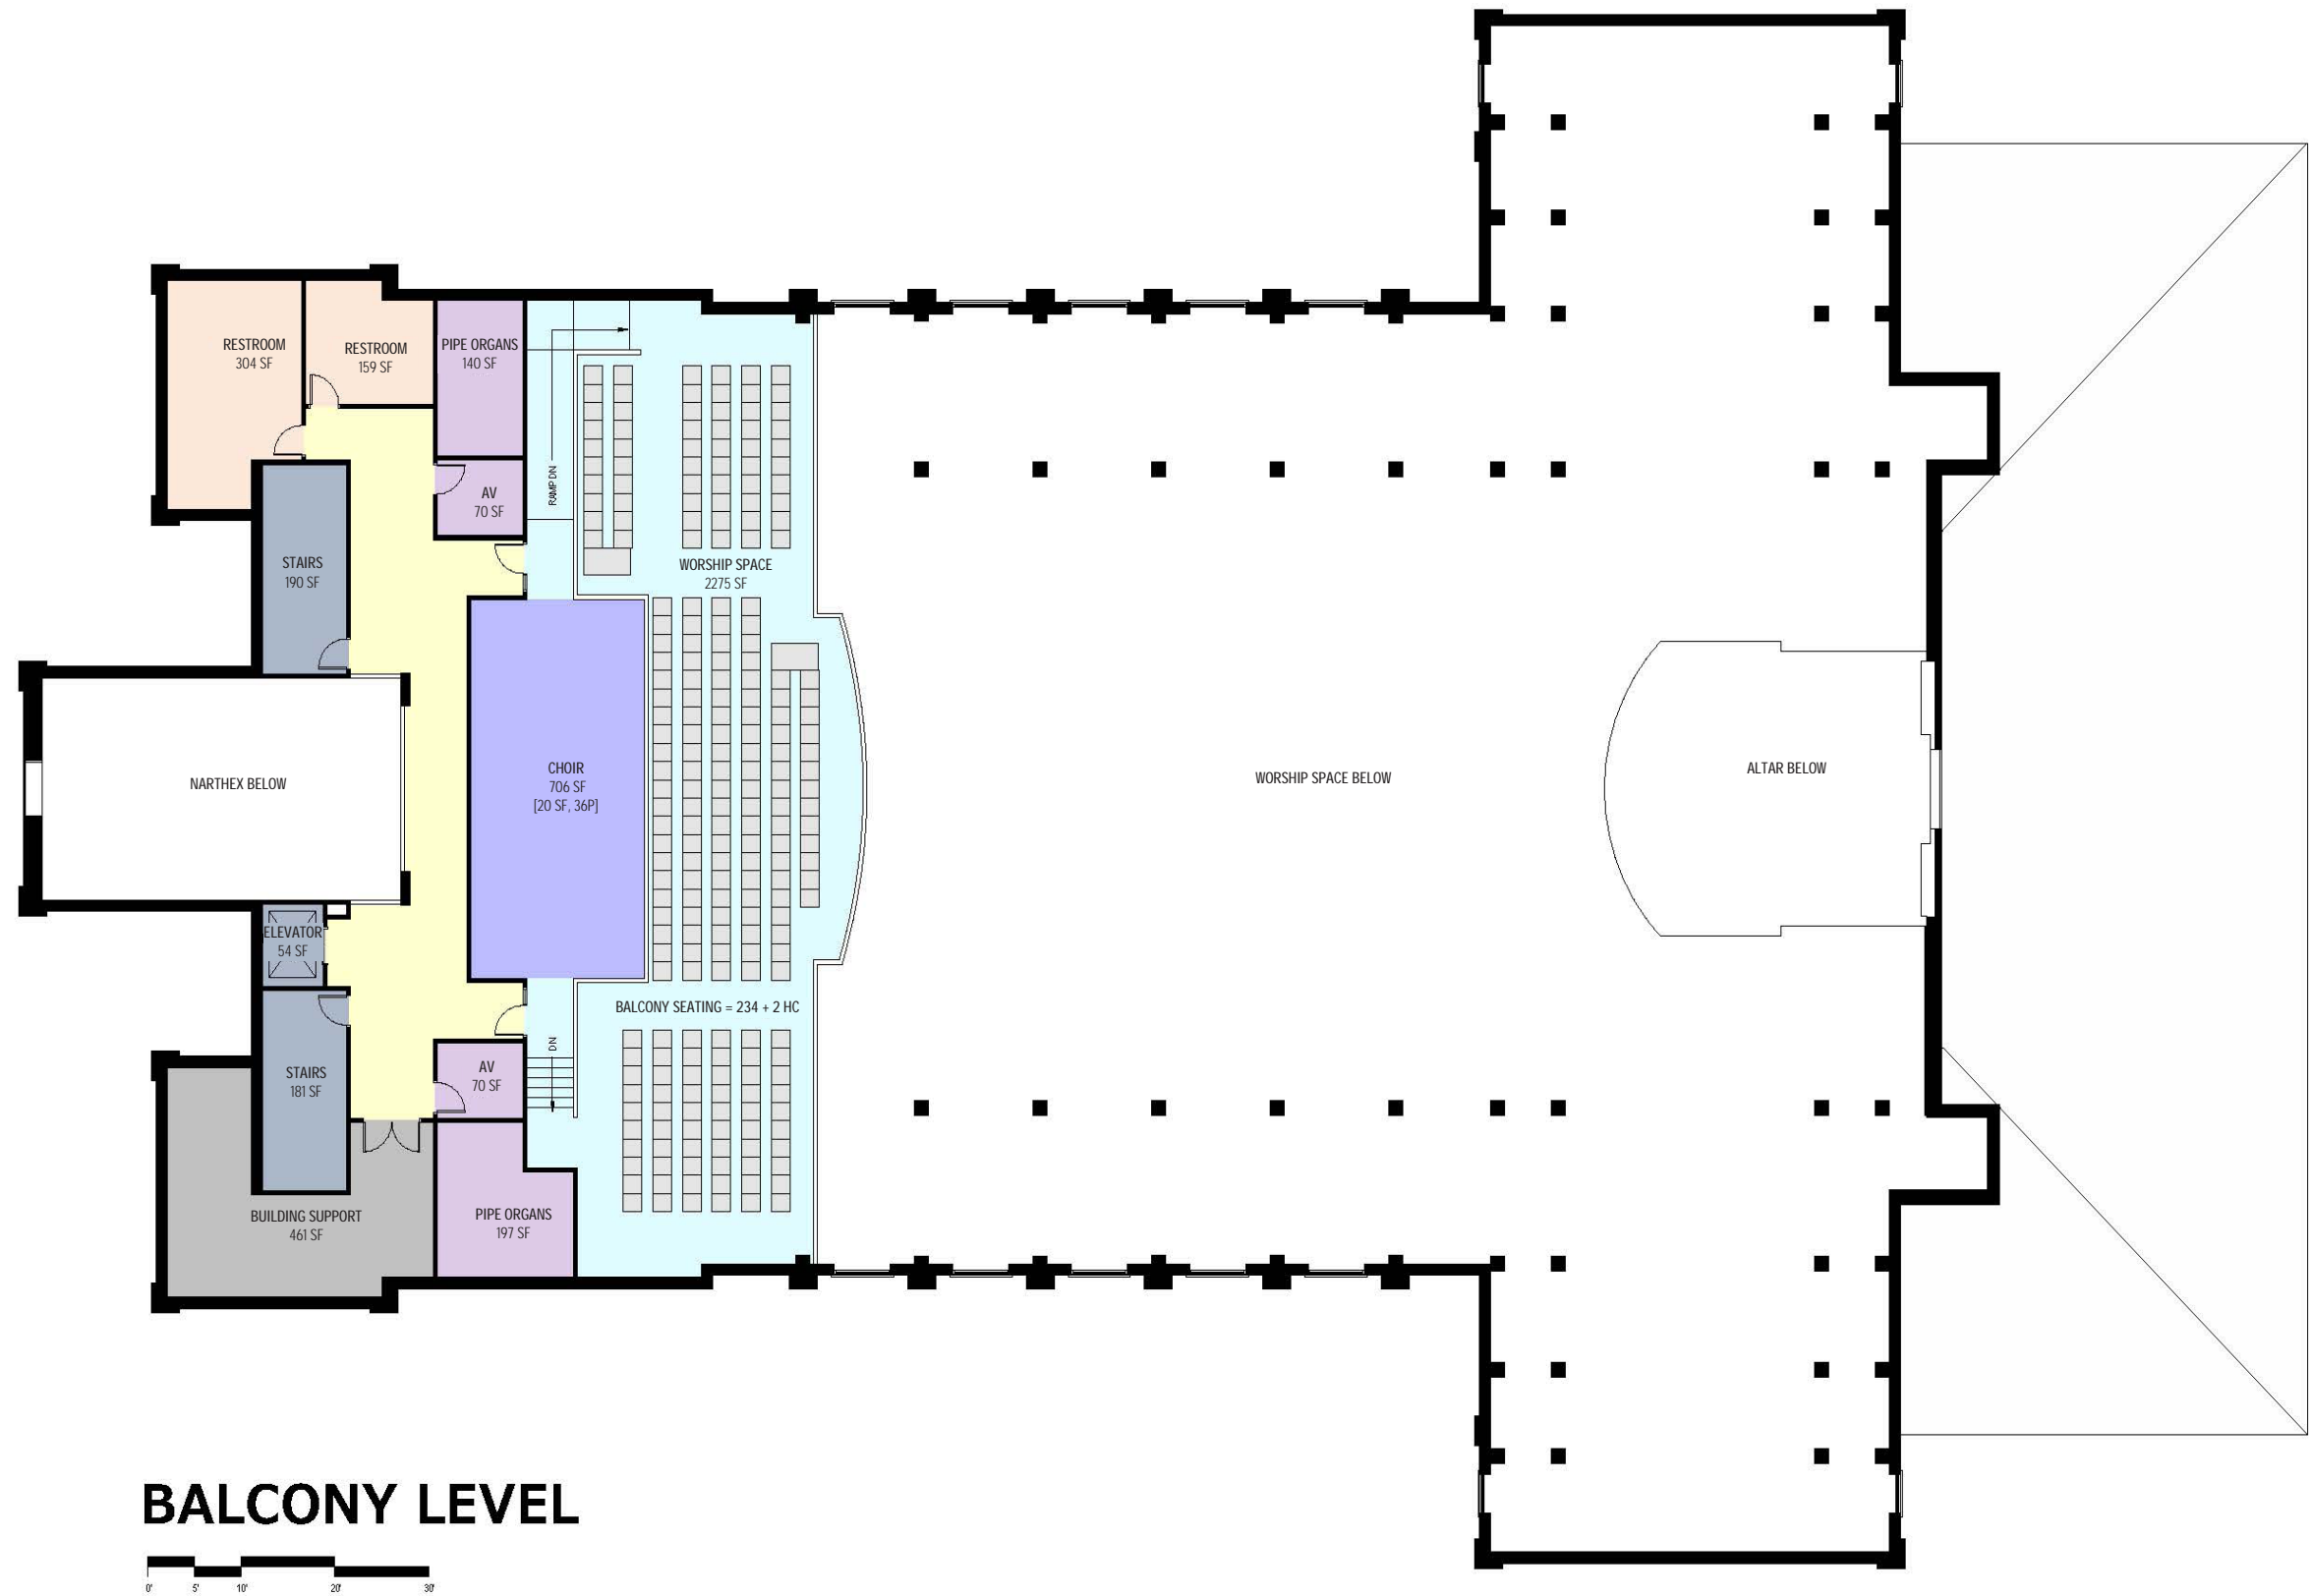 RESTROOM
304 SF
RESTROOM
159 SF
PIPE ORGANS
140 SF
RAMP DN
AV
70 SF
STAIRS
190 SF
WORSHIP SPACE
2275 SF
NARTHEX BELOW
CHOIR
706 SF
[20 SF, 36P]
WORSHIP SPACE BELOW
ALTAR BELOW
ELEVATOR
54 SF
BALCONY SEATING = 234 + 2 HC
DN
STAIRS
181 SF
AV
70 SF
BUILDING SUPPORT
461 SF
PIPE ORGANS
197 SF
BALCONY LEVEL
0' 5' 10' 20' 30'